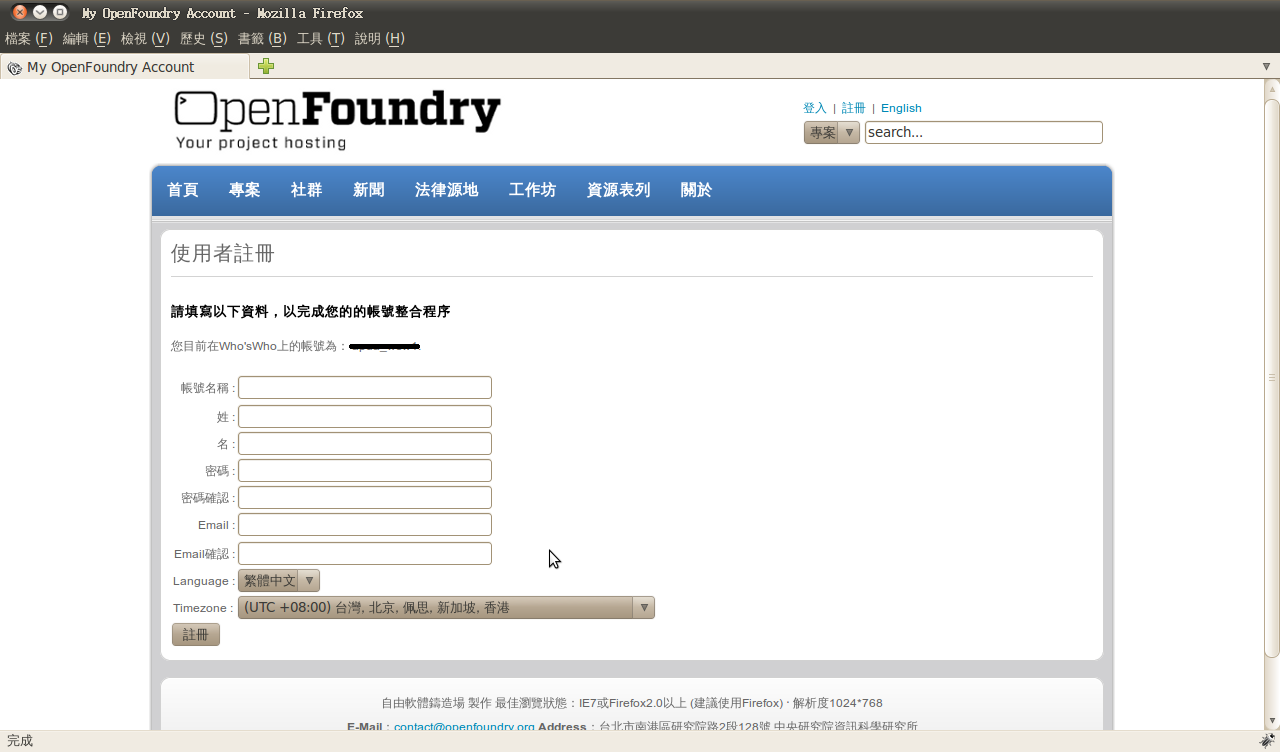 My OpenFoundry Account - Mozilla Firefox
檔案 (F) 編輯 (E) 檢視 (V) 歷史 (S) 書籤 (B) 工具 (T) 說明 (H)
My OpenFoundry Account
OpenFoundry
Your project hosting
登入 | 註冊 | English
專案 search...
首頁 專案 社群 新聞 法律源地 工作坊 資源表列 關於
使用者註冊
請填寫以下資料，以完成您的的帳號整合程序
您目前在Who'sWho上的帳號為：
帳號名稱 :
姓 :
名 :
密碼 :
密碼確認 :
Email :
Email確認 :
Language : 繁體中文
Timezone : (UTC +08:00) 台灣, 北京, 佩思, 新加坡, 香港
註冊
自由軟體鑄造場 製作 最佳瀏覽狀態：IE7或Firefox2.0以上 (建議使用Firefox)‧解析度1024*768
E-Mail：contact@openfoundry.org Address：台北市南港區研究院路2段128號 中央研究院資訊科學研究所
完成